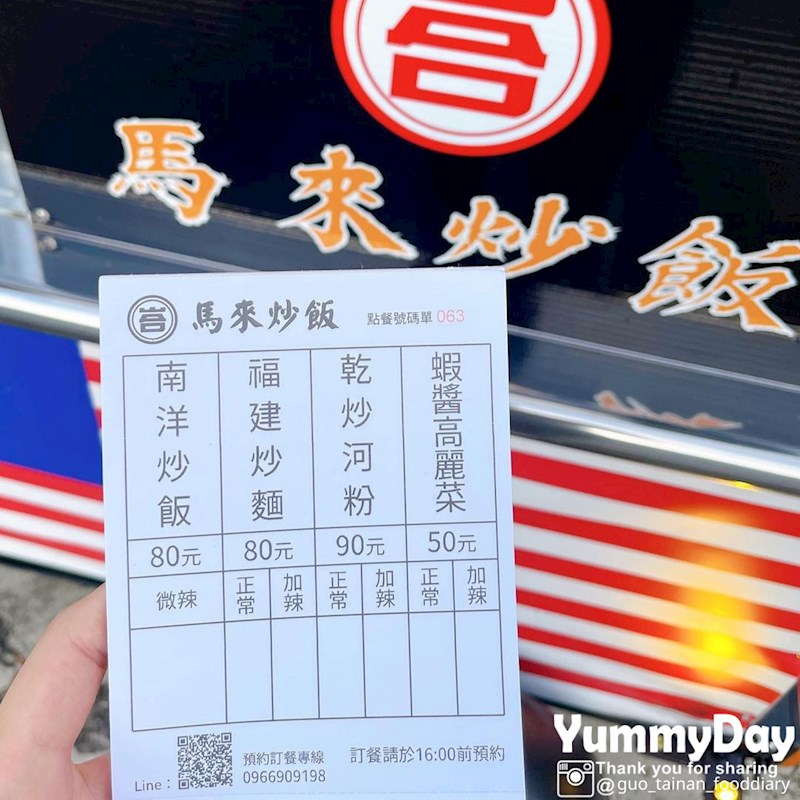 馬來炒飯
馬來炒飯 點餐號碼單 063
南洋炒飯
福建炒麵
乾炒河粉
蝦醬高麗菜
80元 80元 90元 50元
微辣 正常 加辣 正常 加辣 正常 加辣
預約訂餐專線
訂餐請於16:00前預約
Line： 0966909198
YummyDay
Thank you for sharing
@guo_tainan_fooddiary